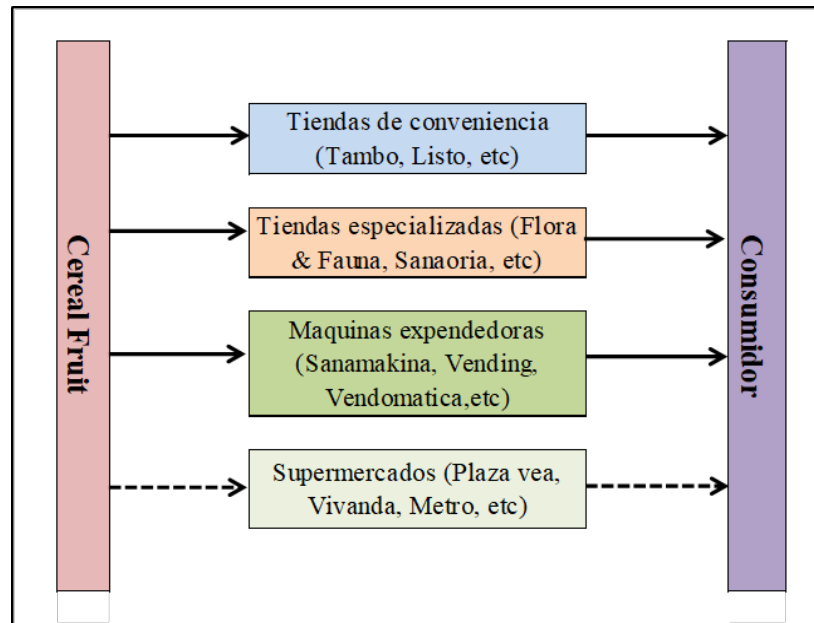 Cereal Fruit
Tiendas de conveniencia
(Tambo, Listo, etc)
Tiendas especializadas (Flora
& Fauna, Sanaoria, etc)
Maquinas expendedoras
(Sanamakina, Vending,
Vendomatica,etc)
Supermercados (Plaza vea,
Vivanda, Metro, etc)
Consumidor